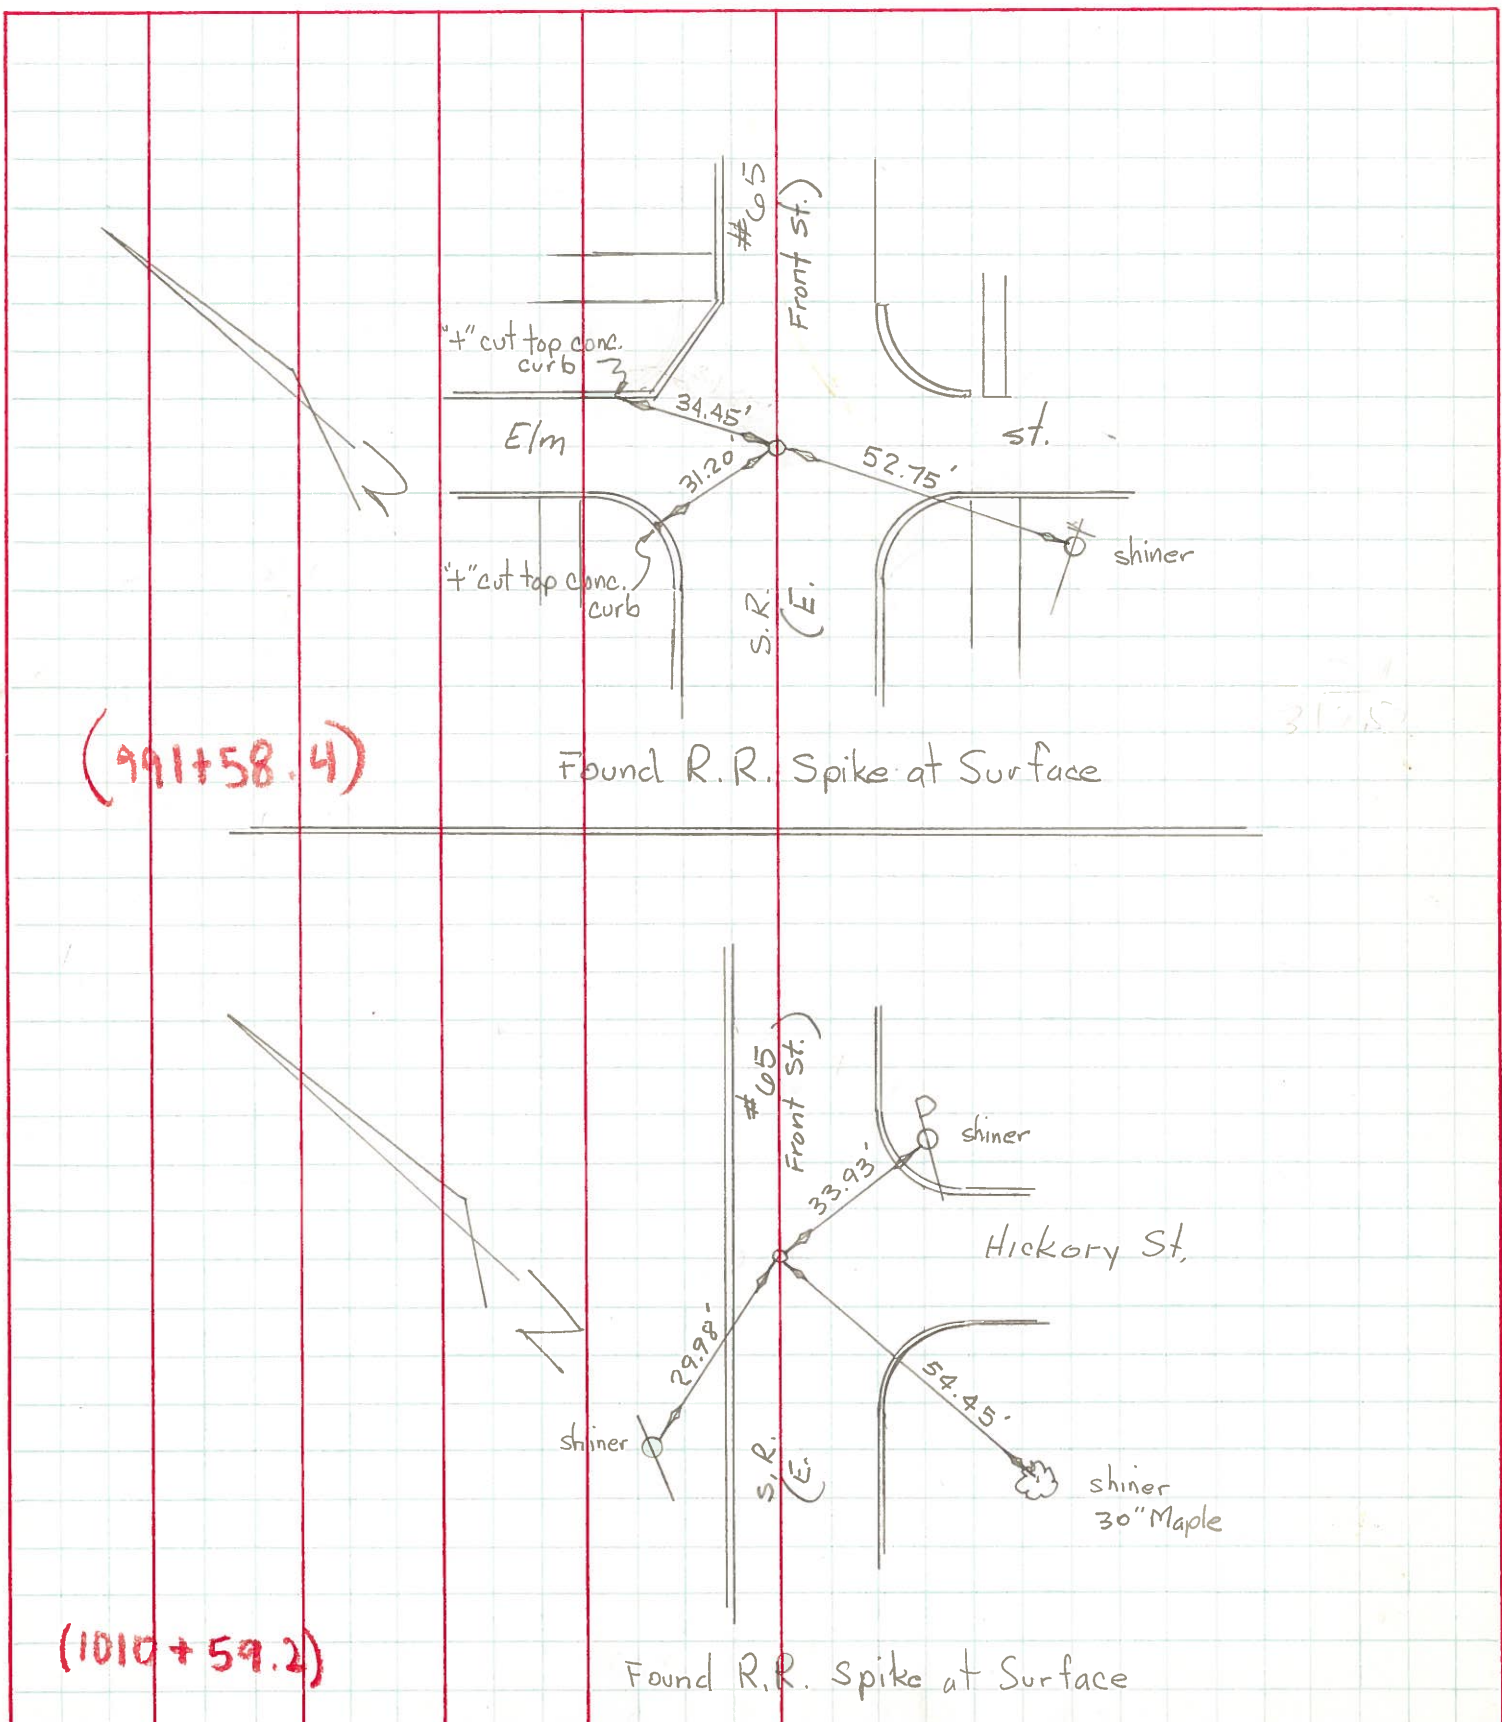 #65
Front St.)
"+" cut top conc.
curb
34.45'
Elm
St.
31.20'
52.75'
shiner
"+" cut top conc.
curb
S.R.
(E.
N
(991+58.4)
Found R.R. Spike at Surface
#65
Front St.)
shiner
33.93'
Hickory St.
N
29.98'
54.45'
shiner
S.R.
(E.
shiner
30" Maple
(1010+59.2)
Found R.R. Spike at Surface